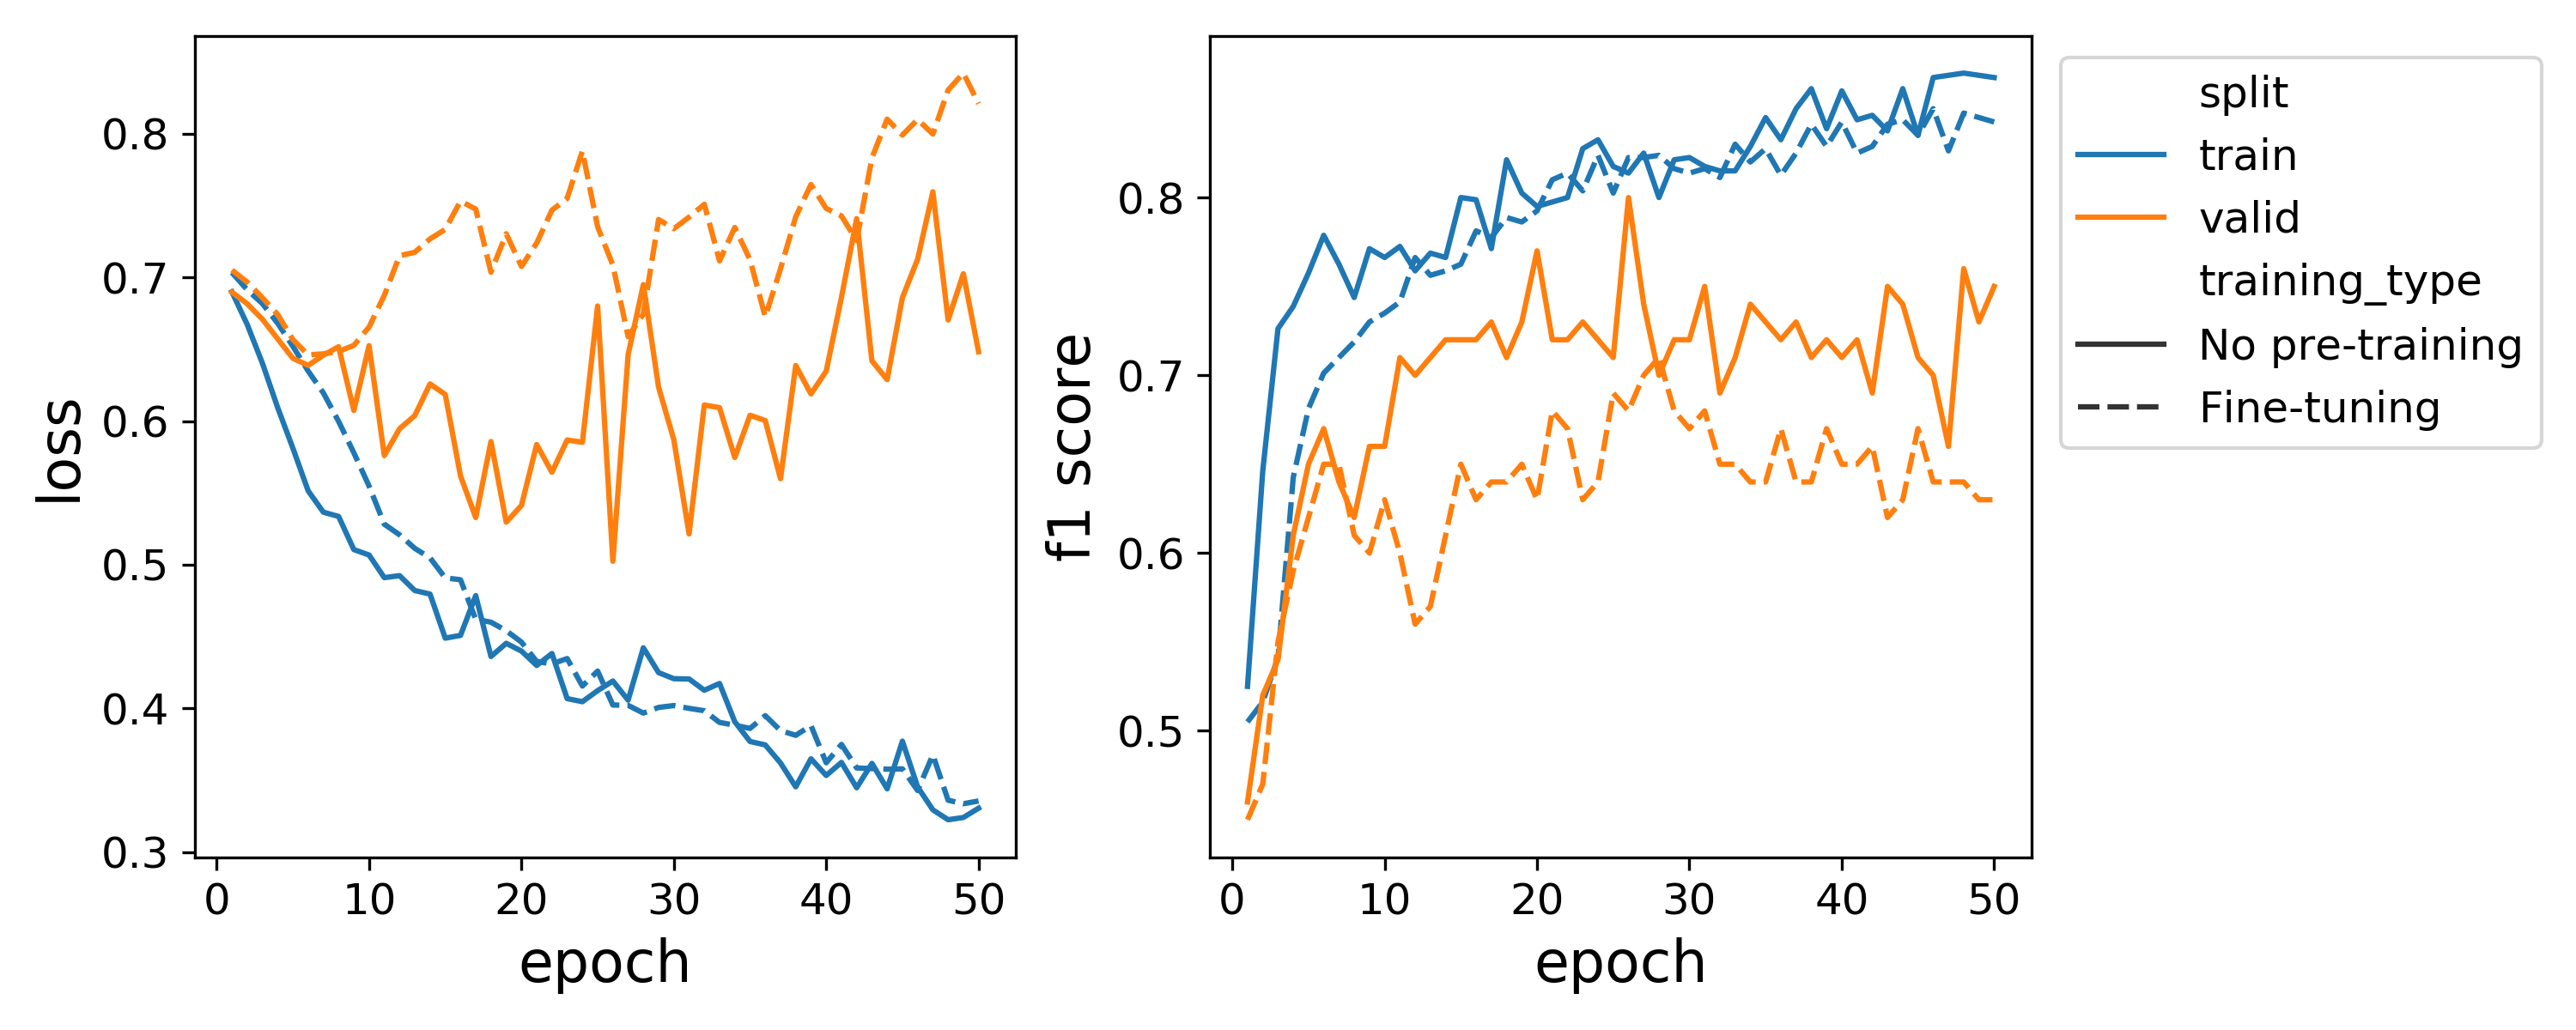 loss
0.8
0.7
0.6
0.5
0.4
0.3
0 10 20 30 40 50
epoch
f1 score
0.8
0.7
0.6
0.5
0 10 20 30 40 50
epoch
split
train
valid
training_type
No pre-training
Fine-tuning